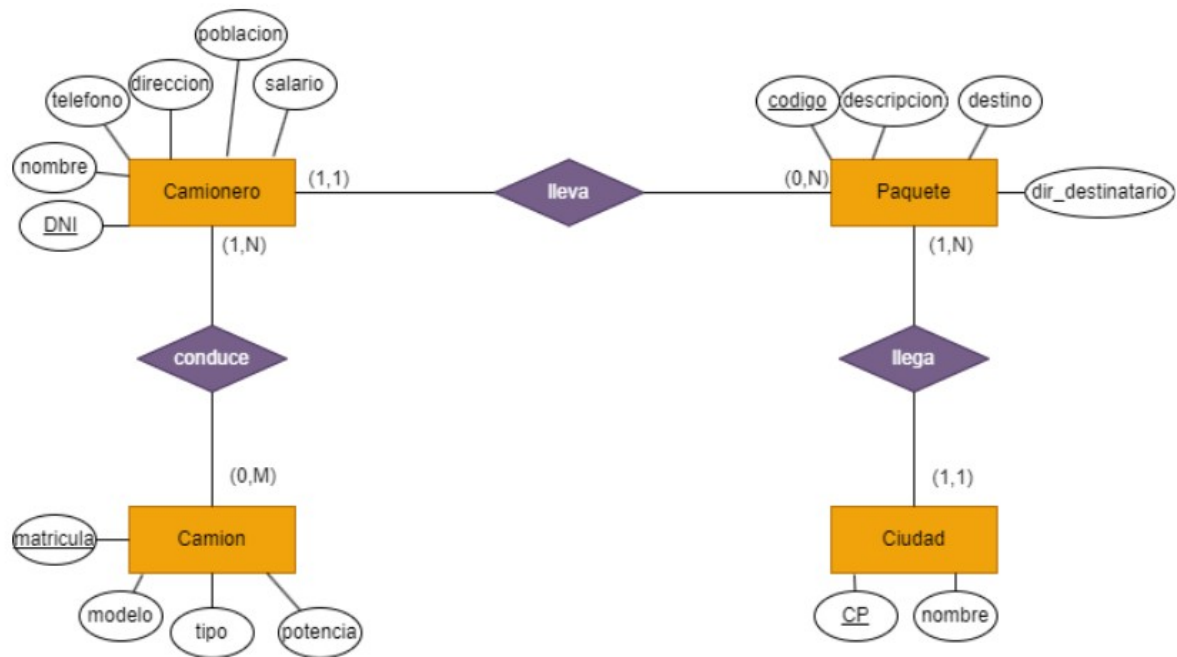 poblacion
direccion
salario
telefono
codigo
descripcion
destino
nombre
Camionero
(1,1)
lleva
(0,N)
Paquete
dir_destinatario
DNI
(1,N)
(1,N)
conduce
llega
(0,M)
(1,1)
matricula
Camion
Ciudad
modelo
tipo
potencia
CP
nombre